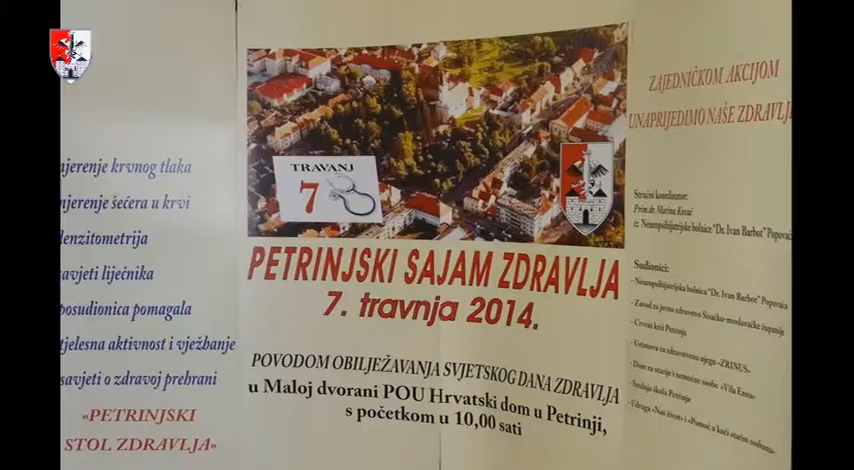 mjerenje krvnog tlaka
mjerenje šećera u krvi
denzitometrija
savjeti liječnika
posudionica pomagala
tjelesna aktivnost i vježbanje
savjeti o zdravoj prehrani
«PETRINJSKI
STOL ZDRAVLJA»
TRAVANJ
7
PETRINJSKI SAJAM ZDRAVLJA
7. travnja 2014.
POVODOM OBILJEŽAVANJA SVJETSKOG DANA ZDRAVLJA
u Maloj dvorani POU Hrvatski dom u Petrinji,
s početkom u 10,00 sati
ZAJEDNIČKOM AKCIJOM
UNAPRIJEDIMO NAŠE ZDRAVLJE
Stručni koordinator:
Prim.dr. Marina Kovač
iz Neuropsihijatrijske bolnice "Dr. Ivan Barbot" Popovača
Sudionici:
- Neuropsihijatrijska bolnica "Dr. Ivan Barbot" Popovača
- Zavod za javno zdravstvo Sisačko-moslavačke županije
- Crveni križ Petrinja
- Ustanova za zdravstvenu njegu «ZRINUS»
- Dom za starije i nemoćne osobe «Vila Enna»
- Srednja škola Petrinja
- Udruga «Naš život» i «Pomoć u kući starim osobama»